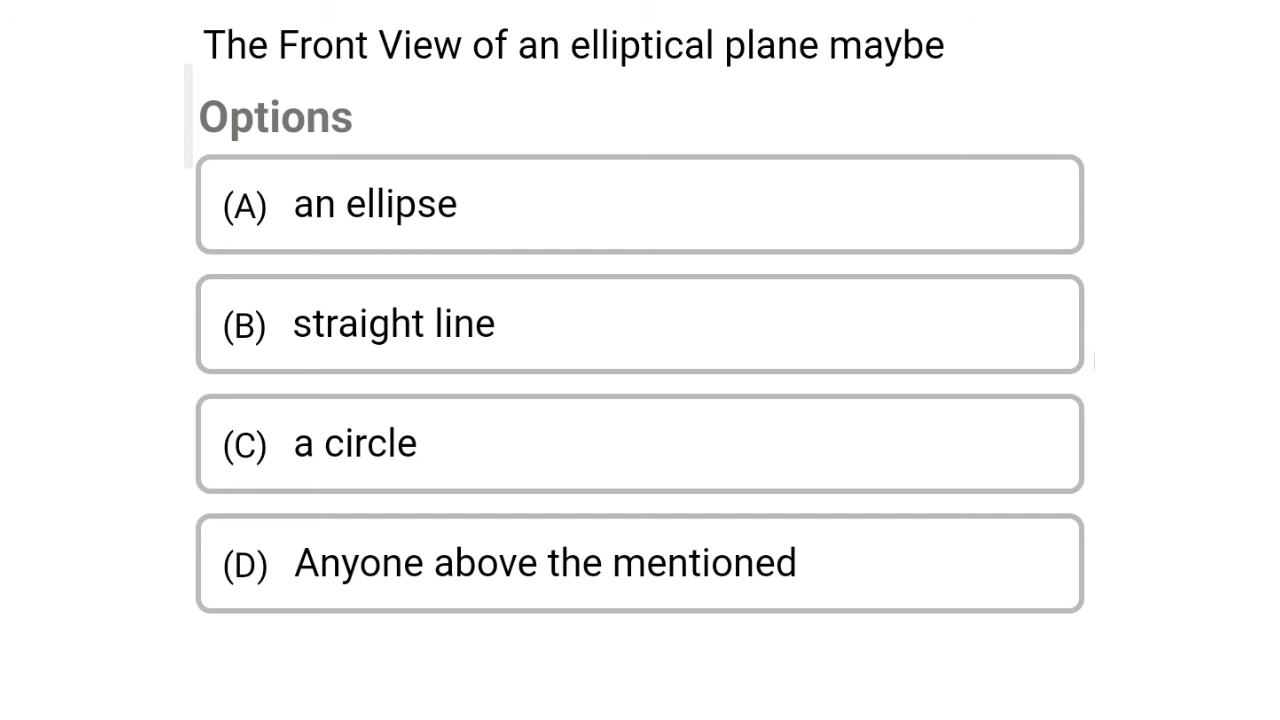 The Front View of an elliptical plane maybe
Options
(A) an ellipse
(B) straight line
(C) a circle
(D) Anyone above the mentioned